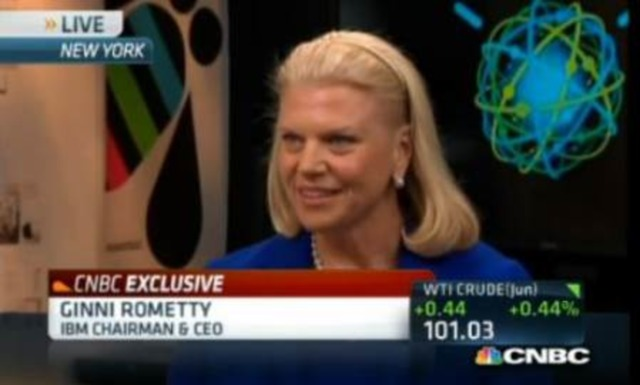 LIVE
NEW YORK
CNBC EXCLUSIVE
GINNI ROMETTY
IBM CHAIRMAN & CEO
WTI CRUDE(Jun)
+0.44 +0.44%
101.03
CNBC